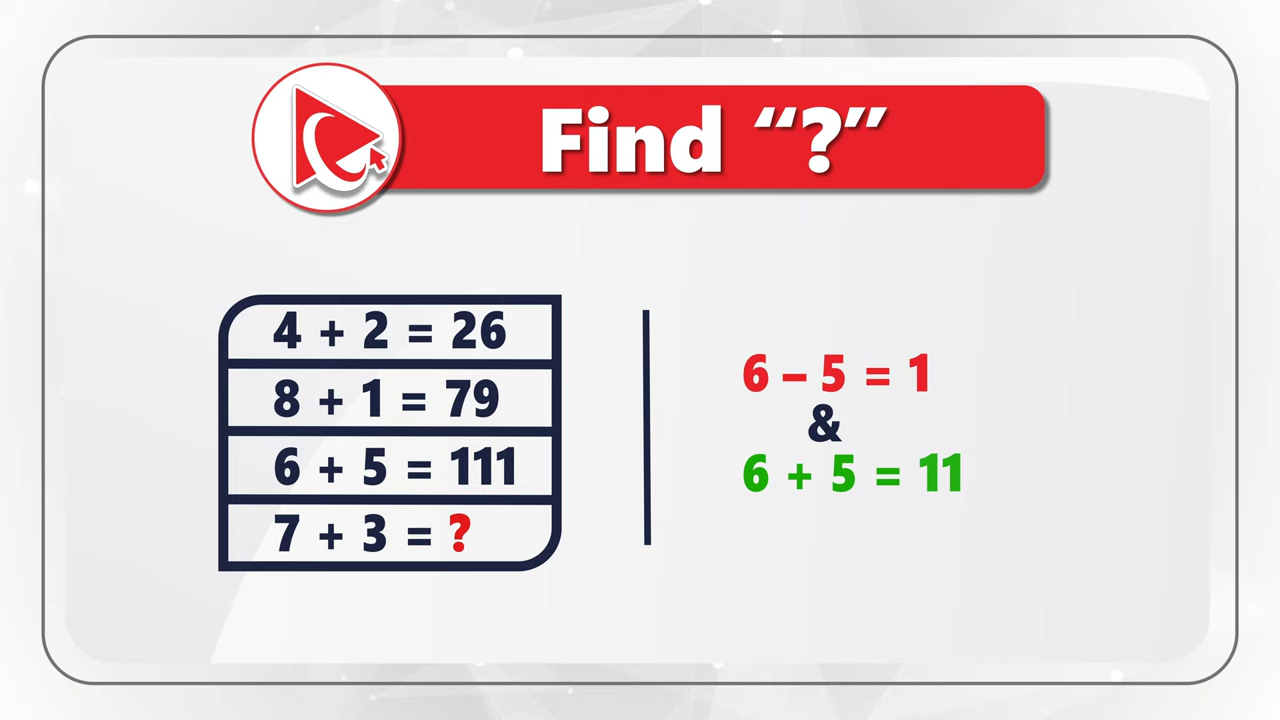 Find “?”
4 + 2 = 26
8 + 1 = 79
6 + 5 = 111
7 + 3 = ?
6 – 5 = 1
&
6 + 5 = 11